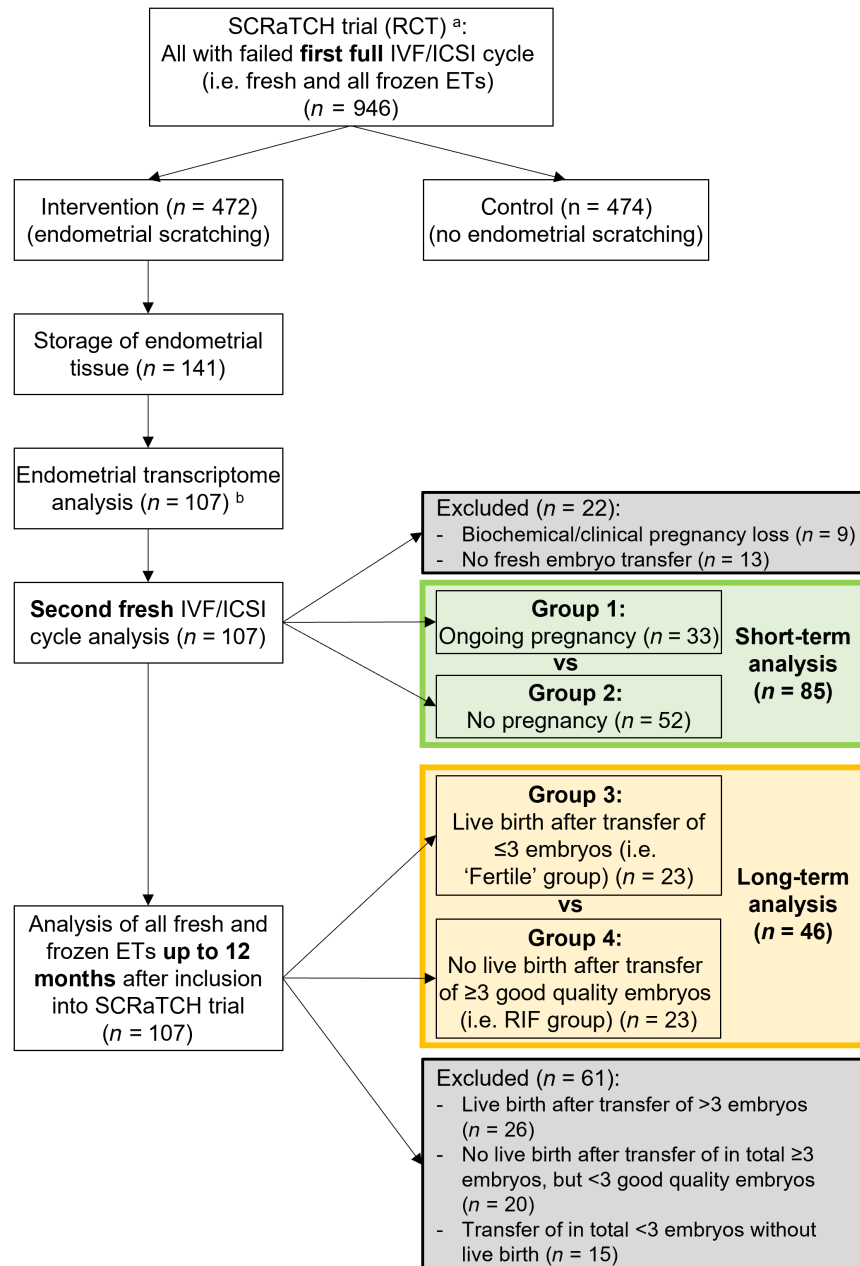 SCRaTCH trial (RCT) ᵃ:
All with failed first full IVF/ICSI cycle
(i.e. fresh and all frozen ETs)
(n = 946)
Intervention (n = 472)
(endometrial scratching)
Control (n = 474)
(no endometrial scratching)
Storage of endometrial
tissue (n = 141)
Endometrial transcriptome
analysis (n = 107) ᵇ
Excluded (n = 22):
- Biochemical/clinical pregnancy loss (n = 9)
- No fresh embryo transfer (n = 13)
Second fresh IVF/ICSI
cycle analysis (n = 107)
Group 1:
Ongoing pregnancy (n = 33)
vs
Group 2:
No pregnancy (n = 52)
Short-term
analysis
(n = 85)
Group 3:
Live birth after transfer of
≤3 embryos (i.e.
‘Fertile’ group) (n = 23)
vs
Group 4:
No live birth after transfer
of ≥3 good quality embryos
(i.e. RIF group) (n = 23)
Long-term
analysis
(n = 46)
Analysis of all fresh and
frozen ETs up to 12
months after inclusion
into SCRaTCH trial
(n = 107)
Excluded (n = 61):
- Live birth after transfer of >3 embryos
(n = 26)
- No live birth after transfer of in total ≥3
embryos, but <3 good quality embryos
(n = 20)
- Transfer of in total <3 embryos without
live birth (n = 15)